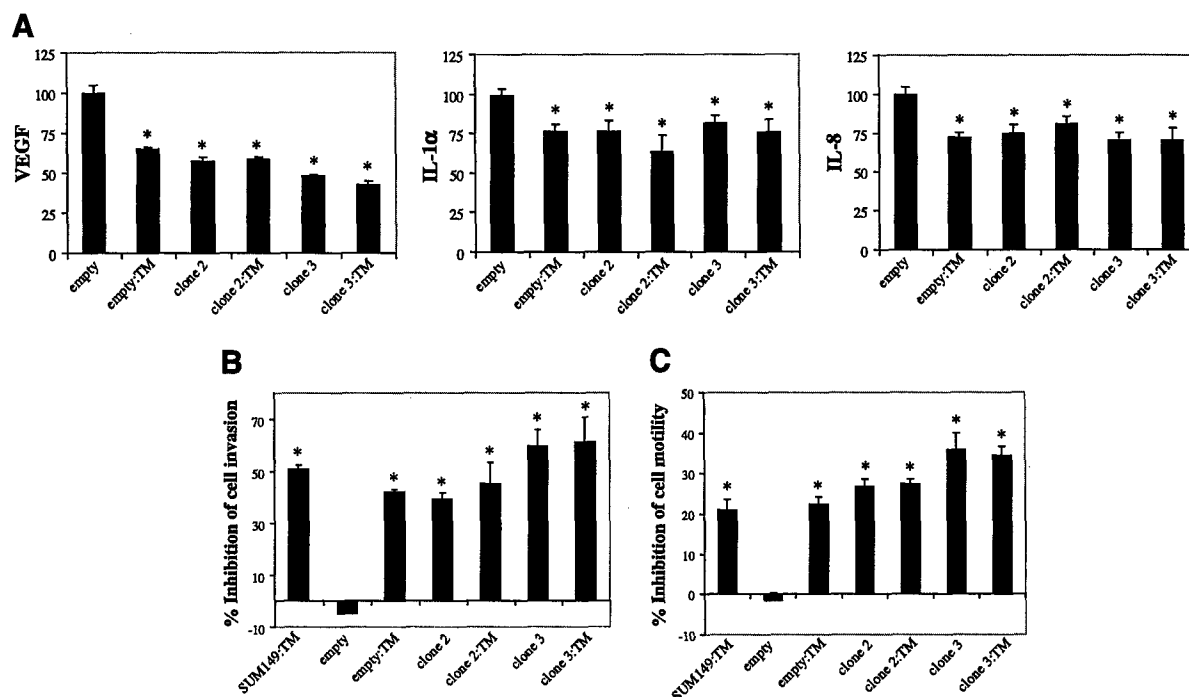 A
VEGF
125
100
75
50
25
0
empty
empty:TM
clone 2
clone 2:TM
clone 3
clone 3:TM
* * * * *
IL-1α
125
100
75
50
25
0
empty
empty:TM
clone 2
clone 2:TM
clone 3
clone 3:TM
* * * * *
IL-8
125
100
75
50
25
0
empty
empty:TM
clone 2
clone 2:TM
clone 3
clone 3:TM
* * * * *
B
% Inhibition of cell invasion
70
50
30
10
-10
SUM149:TM
empty
empty:TM
clone 2
clone 2:TM
clone 3
clone 3:TM
* * * * * *
C
% Inhibition of cell motility
50
40
30
20
10
0
-10
SUM149:TM
empty
empty:TM
clone 2
clone 2:TM
clone 3
clone 3:TM
* * * * * *